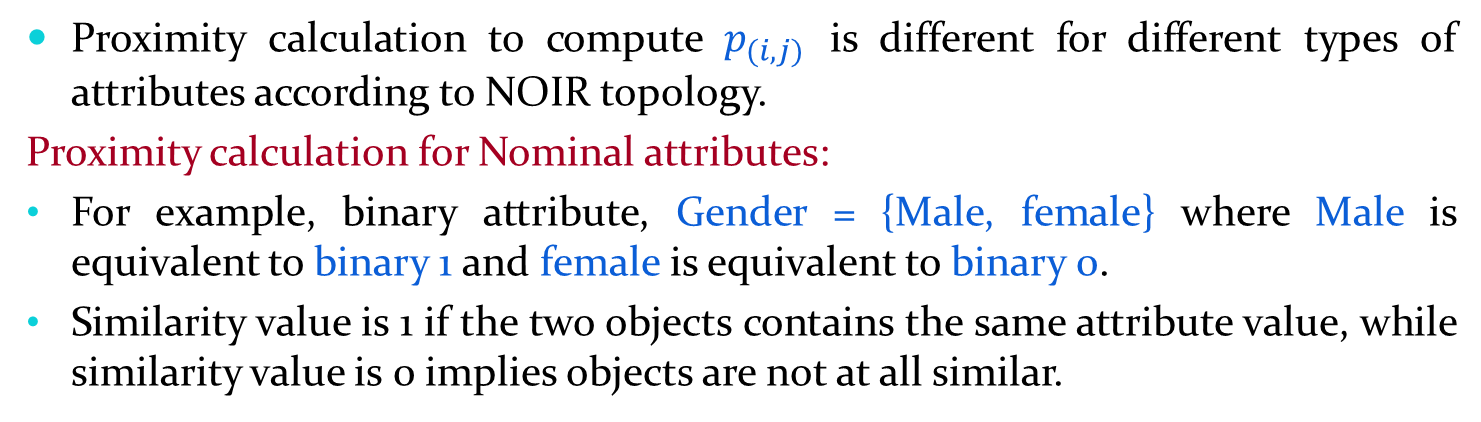 • Proximity calculation to compute p(i,j) is different for different types of
attributes according to NOIR topology.
Proximity calculation for Nominal attributes:
• For example, binary attribute, Gender = {Male, female} where Male is
equivalent to binary 1 and female is equivalent to binary 0.
• Similarity value is 1 if the two objects contains the same attribute value, while
similarity value is 0 implies objects are not at all similar.